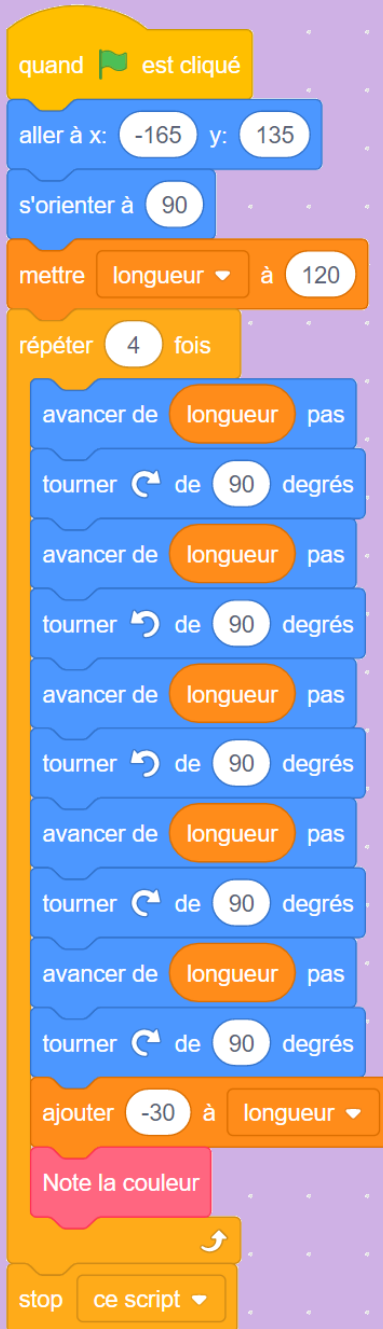 quand est cliqué
aller à x: -165 y: 135
s'orienter à 90
mettre longueur à 120
répéter 4 fois
avancer de longueur pas
tourner de 90 degrés
avancer de longueur pas
tourner de 90 degrés
avancer de longueur pas
tourner de 90 degrés
avancer de longueur pas
tourner de 90 degrés
avancer de longueur pas
tourner de 90 degrés
ajouter -30 à longueur
Note la couleur
stop ce script